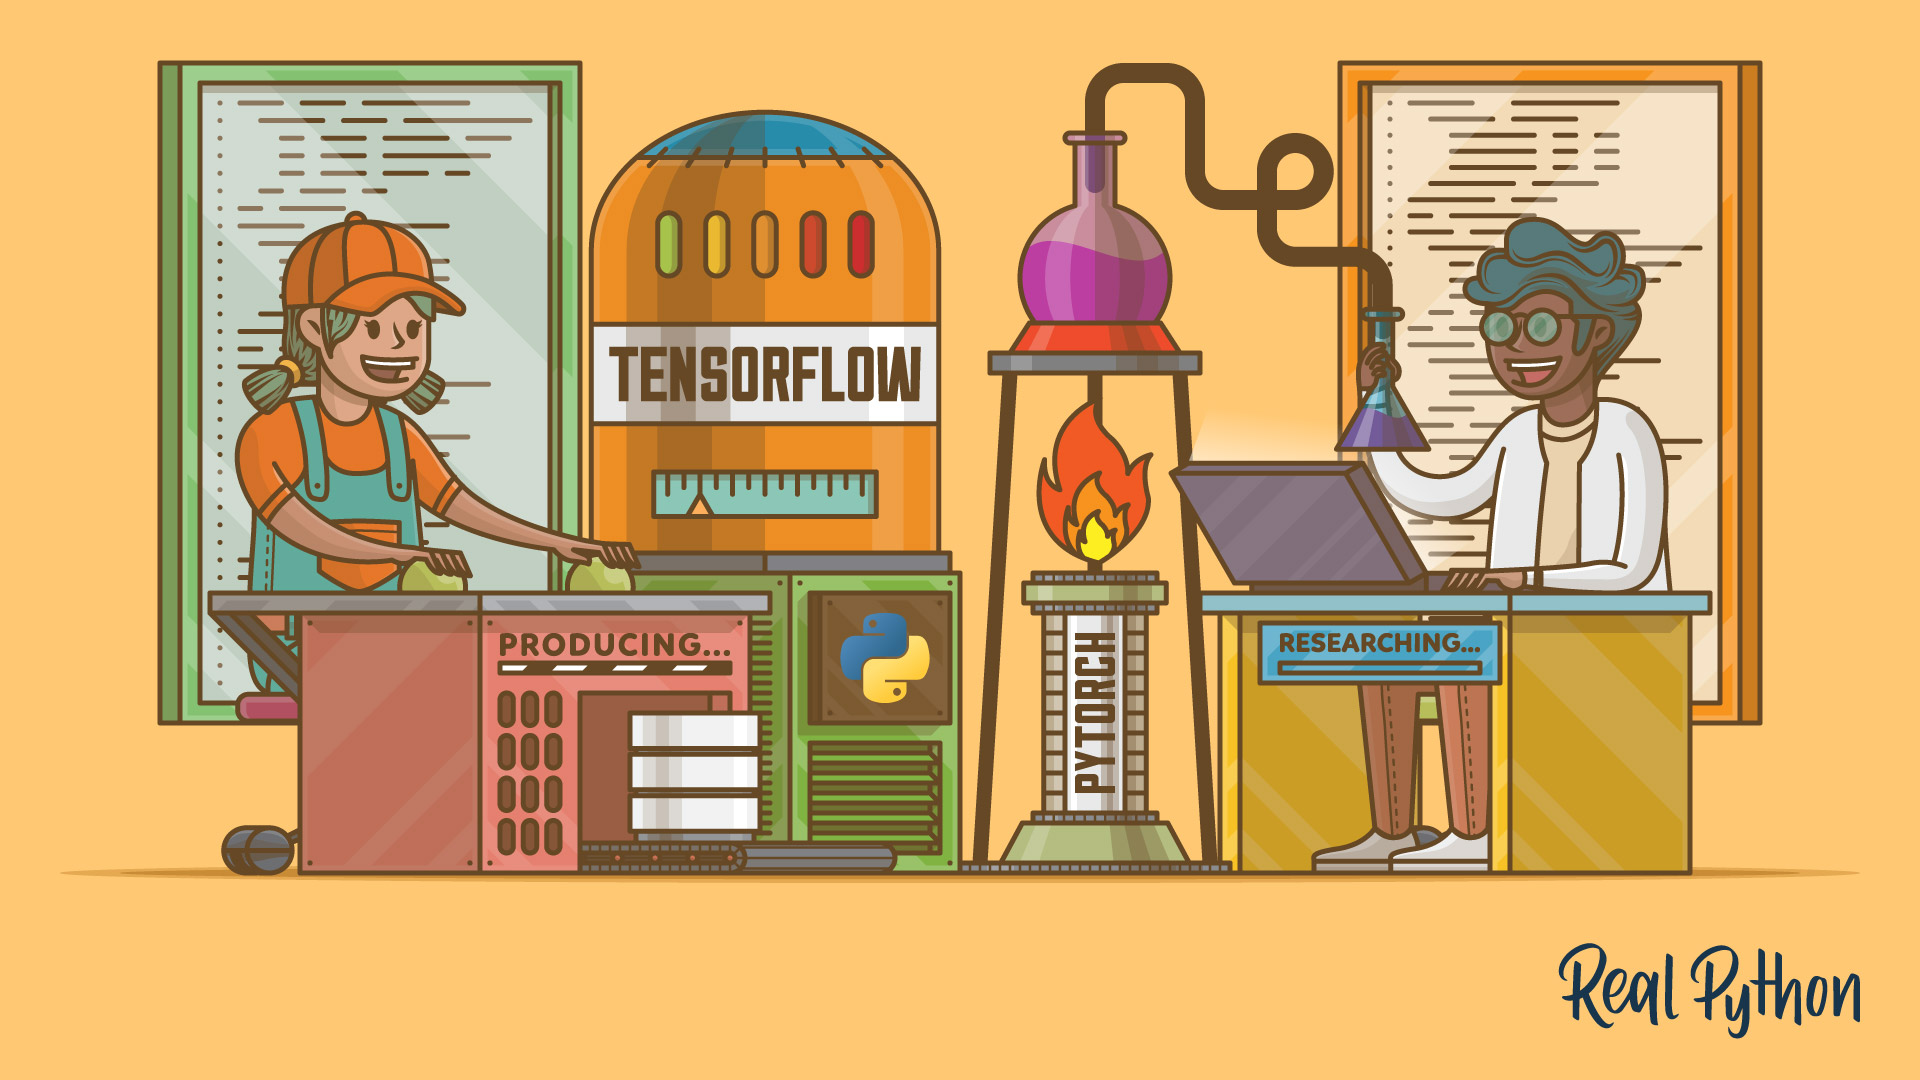 TENSORFLOW
PRODUCING...
PYTORCH
RESEARCHING...
Real Python